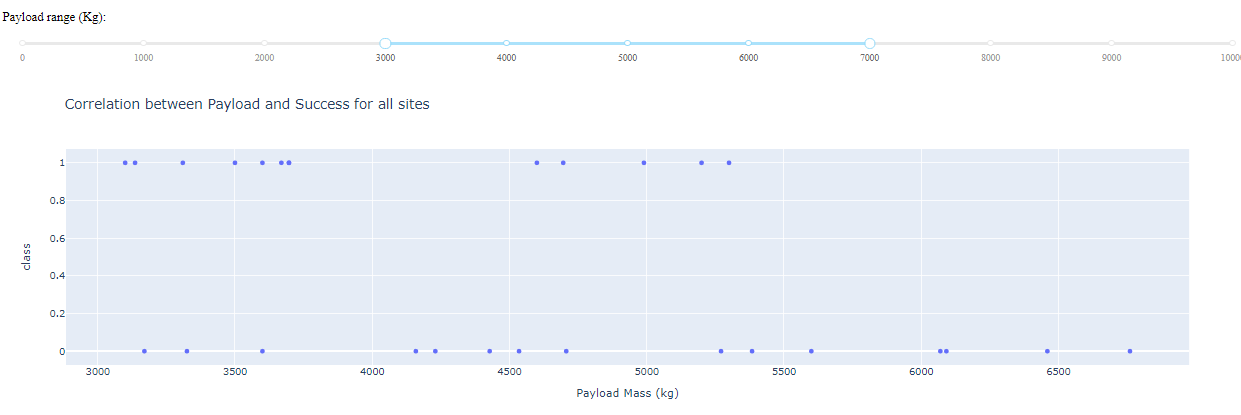 Payload range (Kg):
0 1000 2000 3000 4000 5000 6000 7000 8000 9000 1000
Correlation between Payload and Success for all sites
1
0.8
0.6
class
0.4
0.2
0
3000 3500 4000 4500 5000 5500 6000 6500
Payload Mass (kg)